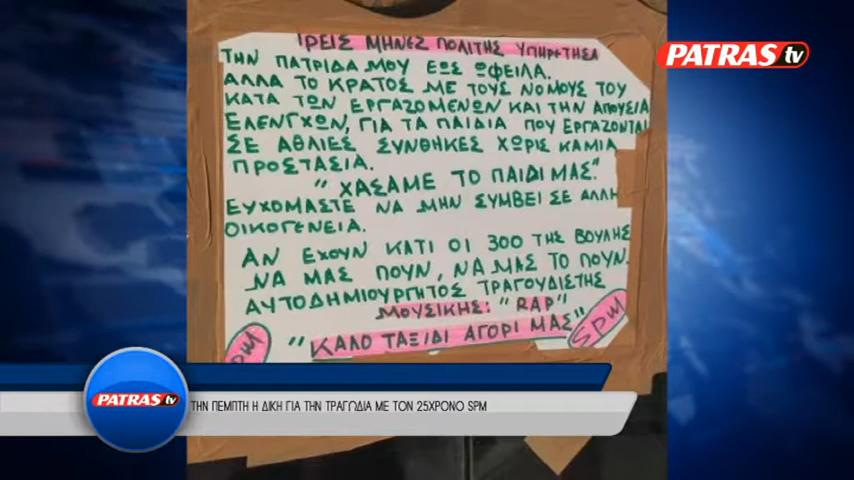 ΤΡΕΙΣ ΜΗΝΕΣ ΠΟΛΙΤΗΣ ΥΠΗΡΕΤΗΣΑ
ΤΗΝ ΠΑΤΡΙΔΑ ΜΟΥ ΕΩΣ ΩΦΕΙΛΑ.
ΑΛΛΑ ΤΟ ΚΡΑΤΟΣ ΜΕ ΤΟΥΣ ΝΟΜΟΥΣ ΤΟΥ
ΚΑΤΑ ΤΩΝ ΕΡΓΑΖΟΜΕΝΩΝ ΚΑΙ ΤΗΝ ΑΠΟΥΣΙΑ
ΕΛΕΝΓΧΩΝ, ΓΙΑ ΤΑ ΠΑΙΔΙΑ ΠΟΥ ΕΡΓΑΖΟΝΤΑΙ
ΣΕ ΑΘΛΙΕΣ ΣΥΝΘΗΚΕΣ ΧΩΡΙΣ ΚΑΜΙΑ
ΠΡΟΣΤΑΣΙΑ.
"ΧΑΣΑΜΕ ΤΟ ΠΑΙΔΙ ΜΑΣ."
ΕΥΧΟΜΑΣΤΕ ΝΑ ΜΗΝ ΣΥΜΒΕΙ ΣΕ ΑΛΛΗ
ΟΙΚΟΓΕΝΕΙΑ.
ΑΝ ΕΧΟΥΝ ΚΑΤΙ ΟΙ 300 ΤΗΣ ΒΟΥΛΗΣ
ΝΑ ΜΑΣ ΠΟΥΝ, ΝΑ ΜΑΣ ΤΟ ΠΟΥΝ.
ΑΥΤΟΔΗΜΙΟΥΡΓΗΤΟΣ ΤΡΑΓΟΥΔΙΣΤΗΣ
ΜΟΥΣΙΚΗΣ: "RAP"
"ΚΑΛΟ ΤΑΞΙΔΙ ΑΓΟΡΙ ΜΑΣ"
SPM
PATRAS tv
PATRAS tv
ΤΗΝ ΠΕΜΠΤΗ Η ΔΙΚΗ ΓΙΑ ΤΗΝ ΤΡΑΓΩΔΙΑ ΜΕ ΤΟΝ 25ΧΡΟΝΟ SPM